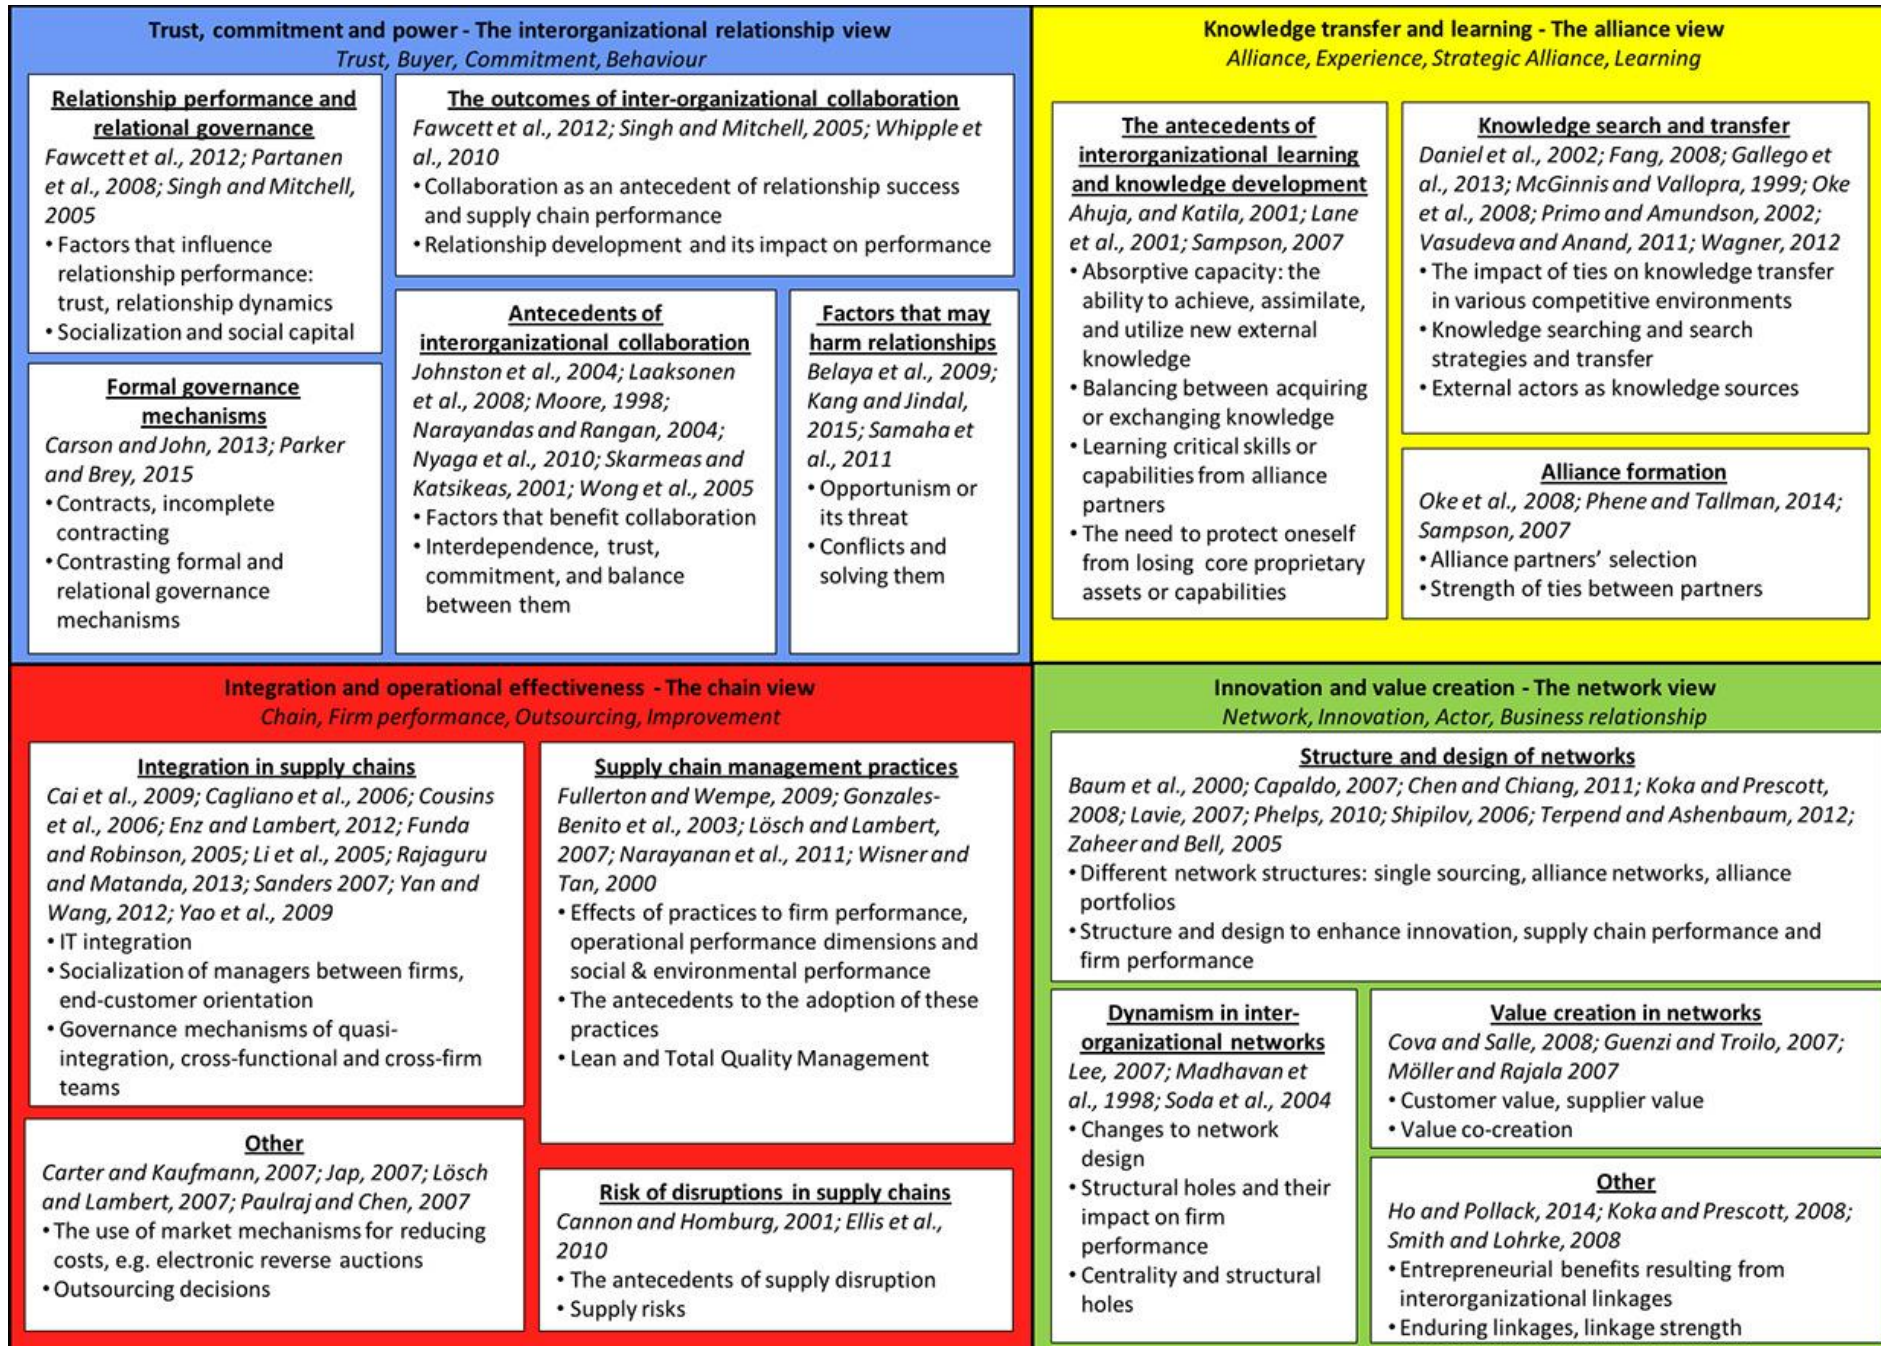 Trust, commitment and power - The interorganizational relationship view
Trust, Buyer, Commitment, Behaviour
Relationship performance and
relational governance
Fawcett et al., 2012; Partanen
et al., 2008; Singh and Mitchell,
2005
• Factors that influence
relationship performance:
trust, relationship dynamics
• Socialization and social capital
Formal governance
mechanisms
Carson and John, 2013; Parker
and Brey, 2015
• Contracts, incomplete
contracting
• Contrasting formal and
relational governance
mechanisms
The outcomes of inter-organizational collaboration
Fawcett et al., 2012; Singh and Mitchell, 2005; Whipple et
al., 2010
• Collaboration as an antecedent of relationship success
and supply chain performance
• Relationship development and its impact on performance
Antecedents of
interorganizational collaboration
Johnston et al., 2004; Laaksonen
et al., 2008; Moore, 1998;
Narayandas and Rangan, 2004;
Nyaga et al., 2010; Skarmeas and
Katsikeas, 2001; Wong et al., 2005
• Factors that benefit collaboration
• Interdependence, trust,
commitment, and balance
between them
Factors that may
harm relationships
Belaya et al., 2009;
Kang and Jindal,
2015; Samaha et
al., 2011
• Opportunism or
its threat
• Conflicts and
solving them
Knowledge transfer and learning - The alliance view
Alliance, Experience, Strategic Alliance, Learning
The antecedents of
interorganizational learning
and knowledge development
Ahuja, and Katila, 2001; Lane
et al., 2001; Sampson, 2007
• Absorptive capacity: the
ability to achieve, assimilate,
and utilize new external
knowledge
• Balancing between acquiring
or exchanging knowledge
• Learning critical skills or
capabilities from alliance
partners
• The need to protect oneself
from losing core proprietary
assets or capabilities
Knowledge search and transfer
Daniel et al., 2002; Fang, 2008; Gallego et
al., 2013; McGinnis and Vallopra, 1999; Oke
et al., 2008; Primo and Amundson, 2002;
Vasudeva and Anand, 2011; Wagner, 2012
• The impact of ties on knowledge transfer
in various competitive environments
• Knowledge searching and search
strategies and transfer
• External actors as knowledge sources
Alliance formation
Oke et al., 2008; Phene and Tallman, 2014;
Sampson, 2007
• Alliance partners’ selection
• Strength of ties between partners
Integration and operational effectiveness - The chain view
Chain, Firm performance, Outsourcing, Improvement
Integration in supply chains
Cai et al., 2009; Cagliano et al., 2006; Cousins
et al., 2006; Enz and Lambert, 2012; Funda
and Robinson, 2005; Li et al., 2005; Rajaguru
and Matanda, 2013; Sanders 2007; Yan and
Wang, 2012; Yao et al., 2009
• IT integration
• Socialization of managers between firms,
end-customer orientation
• Governance mechanisms of quasi-
integration, cross-functional and cross-firm
teams
Other
Carter and Kaufmann, 2007; Jap, 2007; Lösch
and Lambert, 2007; Paulraj and Chen, 2007
• The use of market mechanisms for reducing
costs, e.g. electronic reverse auctions
• Outsourcing decisions
Supply chain management practices
Fullerton and Wempe, 2009; Gonzales-
Benito et al., 2003; Lösch and Lambert,
2007; Narayanan et al., 2011; Wisner and
Tan, 2000
• Effects of practices to firm performance,
operational performance dimensions and
social & environmental performance
• The antecedents to the adoption of these
practices
• Lean and Total Quality Management
Risk of disruptions in supply chains
Cannon and Homburg, 2001; Ellis et al.,
2010
• The antecedents of supply disruption
• Supply risks
Innovation and value creation - The network view
Network, Innovation, Actor, Business relationship
Structure and design of networks
Baum et al., 2000; Capaldo, 2007; Chen and Chiang, 2011; Koka and Prescott,
2008; Lavie, 2007; Phelps, 2010; Shipilov, 2006; Terpend and Ashenbaum, 2012;
Zaheer and Bell, 2005
• Different network structures: single sourcing, alliance networks, alliance
portfolios
• Structure and design to enhance innovation, supply chain performance and
firm performance
Dynamism in inter-
organizational networks
Lee, 2007; Madhavan et
al., 1998; Soda et al., 2004
• Changes to network
design
• Structural holes and their
impact on firm
performance
• Centrality and structural
holes
Value creation in networks
Cova and Salle, 2008; Guenzi and Troilo, 2007;
Möller and Rajala 2007
• Customer value, supplier value
• Value co-creation
Other
Ho and Pollack, 2014; Koka and Prescott, 2008;
Smith and Lohrke, 2008
• Entrepreneurial benefits resulting from
interorganizational linkages
• Enduring linkages, linkage strength